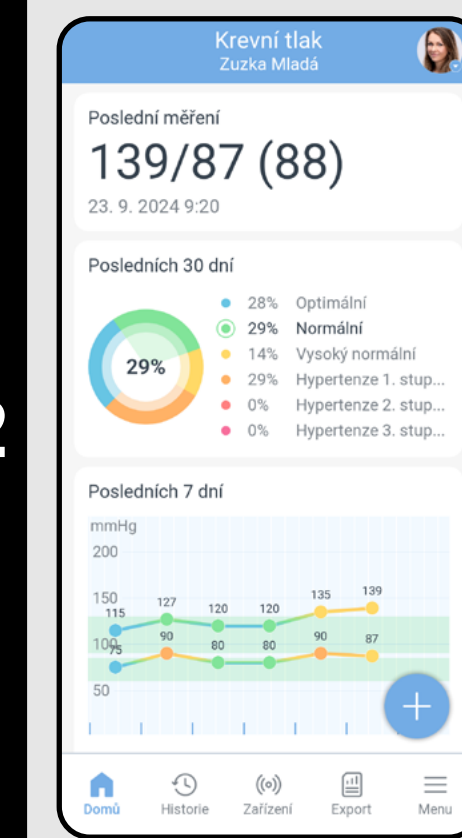 Krevní tlak
Zuzka Mladá
Poslední měření
139/87 (88)
23. 9. 2024 9:20
Posledních 30 dní
29%
28% Optimální
29% Normální
14% Vysoký normální
29% Hypertenze 1. stup...
0% Hypertenze 2. stup...
0% Hypertenze 3. stup...
Posledních 7 dní
mmHg
200
150
100
50
115 127 120 120 135 139
75 90 80 80 90 87
Domů Historie Zařízení Export Menu